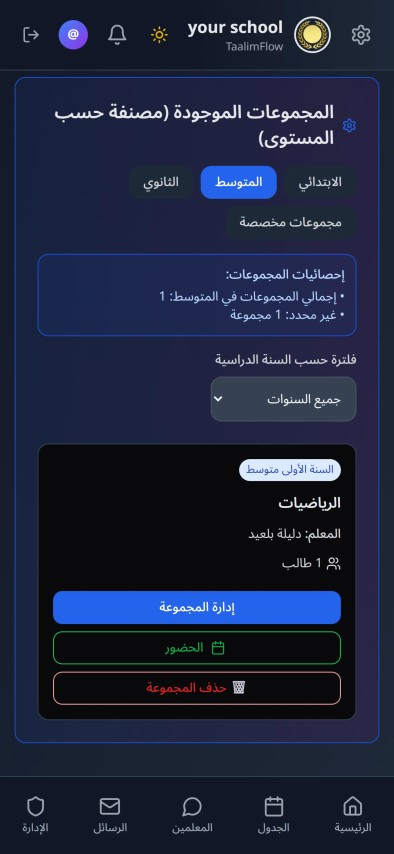 your school
TaalimFlow
@
المجموعات الموجودة (مصنفة حسب
المستوى)
الابتدائي
المتوسط
الثانوي
مجموعات مخصصة
إحصائيات المجموعات:
• إجمالي المجموعات في المتوسط: 1
• غير محدد: 1 مجموعة
فلترة حسب السنة الدراسية
جميع السنوات
السنة الأولى متوسط
الرياضيات
المعلم: دليلة بلعيد
1 طالب
إدارة المجموعة
الحضور
حذف المجموعة
الرئيسية
الجدول
المعلمين
الرسائل
الإدارة